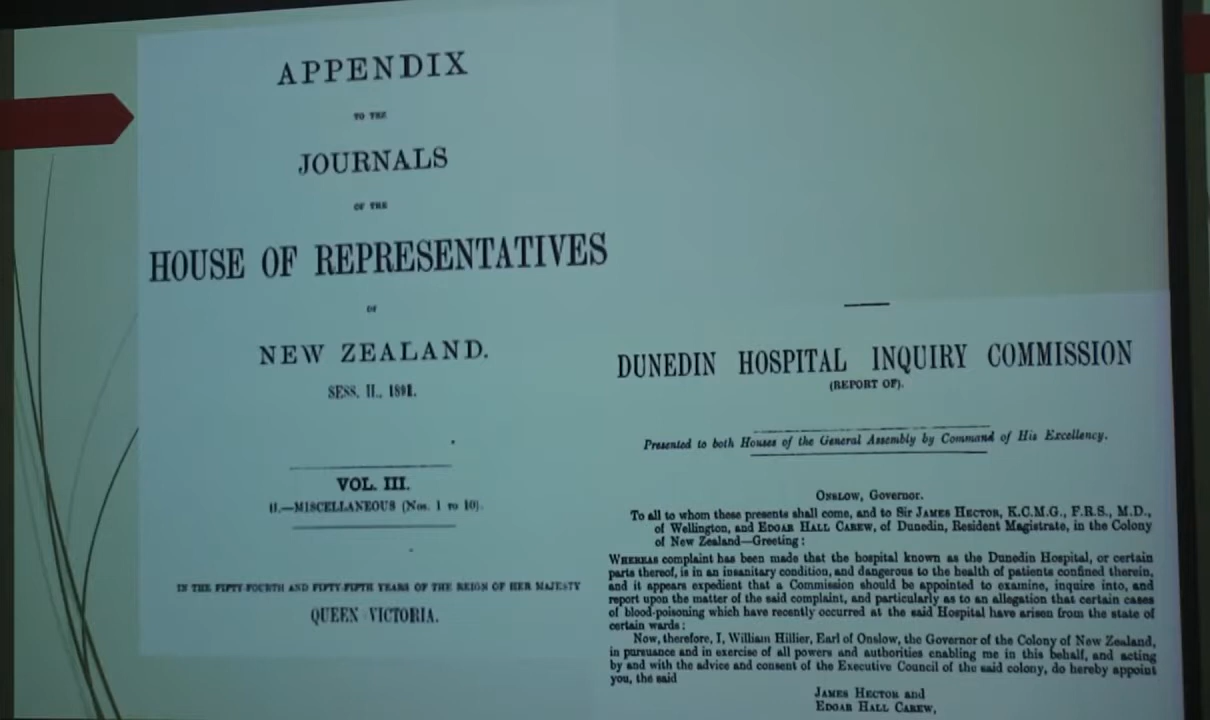 APPENDIX
TO THE
JOURNALS
OF THE
HOUSE OF REPRESENTATIVES
OF
NEW ZEALAND.
SESS. II., 1891.
VOL. III.
H.—MISCELLANEOUS (Nos. 1 to 10).
IN THE FIFTY-FOURTH AND FIFTY-FIFTH YEARS OF THE REIGN OF HER MAJESTY
QUEEN VICTORIA.
DUNEDIN HOSPITAL INQUIRY COMMISSION
(REPORT OF).
Presented to both Houses of the General Assembly by Command of His Excellency.
ONSLOW, Governor.
To all to whom these presents shall come, and to Sir JAMES HECTOR, K.C.M.G., F.R.S., M.D.,
of Wellington, and EDGAR HALL CAREW, of Dunedin, Resident Magistrate, in the Colony
of New Zealand—Greeting:
WHEREAS complaint has been made that the hospital known as the Dunedin Hospital, or certain
parts thereof, is in an insanitary condition, and dangerous to the health of patients confined therein,
and it appears expedient that a Commission should be appointed to examine, inquire into, and
report upon the matter of the said complaint, and particularly as to an allegation that certain cases
of blood-poisoning which have recently occurred at the said Hospital have arisen from the state of
certain wards:
Now, therefore, I, William Hillier, Earl of Onslow, the Governor of the Colony of New Zealand,
in pursuance and in exercise of all powers and authorities enabling me in this behalf, and acting
by and with the advice and consent of the Executive Council of the said colony, do hereby appoint
you, the said
JAMES HECTOR and
EDGAR HALL CAREW,